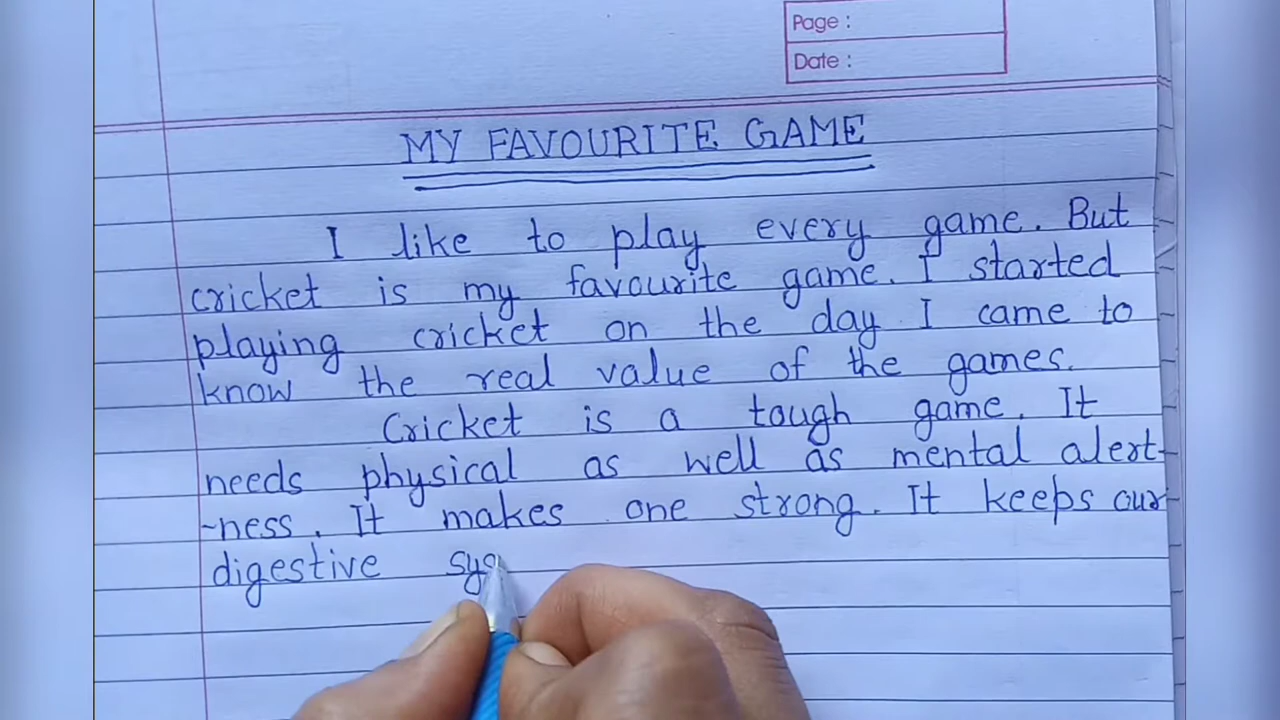 Page :
Date :
MY FAVOURITE GAME
I like to play every game. But
cricket is my favourite game. I started
playing cricket on the day I came to
know the real value of the games.
Cricket is a tough game. It
needs physical as well as mental alert-
-ness. It makes one strong. It keeps our
digestive